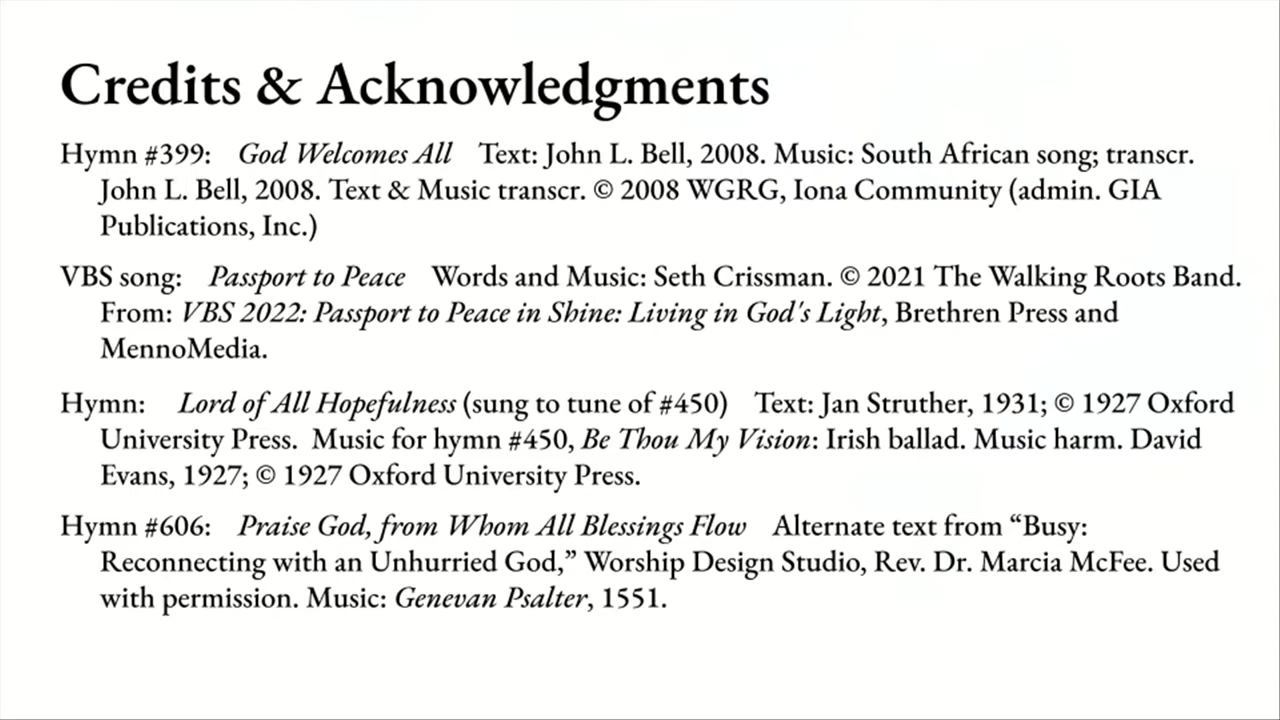 Credits & Acknowledgments
Hymn #399: God Welcomes All Text: John L. Bell, 2008. Music: South African song; transcr.
John L. Bell, 2008. Text & Music transcr. © 2008 WGRG, Iona Community (admin. GIA
Publications, Inc.)
VBS song: Passport to Peace Words and Music: Seth Crissman. © 2021 The Walking Roots Band.
From: VBS 2022: Passport to Peace in Shine: Living in God's Light, Brethren Press and
MennoMedia.
Hymn: Lord of All Hopefulness (sung to tune of #450) Text: Jan Struther, 1931; © 1927 Oxford
University Press. Music for hymn #450, Be Thou My Vision: Irish ballad. Music harm. David
Evans, 1927; © 1927 Oxford University Press.
Hymn #606: Praise God, from Whom All Blessings Flow Alternate text from “Busy:
Reconnecting with an Unhurried God,” Worship Design Studio, Rev. Dr. Marcia McFee. Used
with permission. Music: Genevan Psalter, 1551.